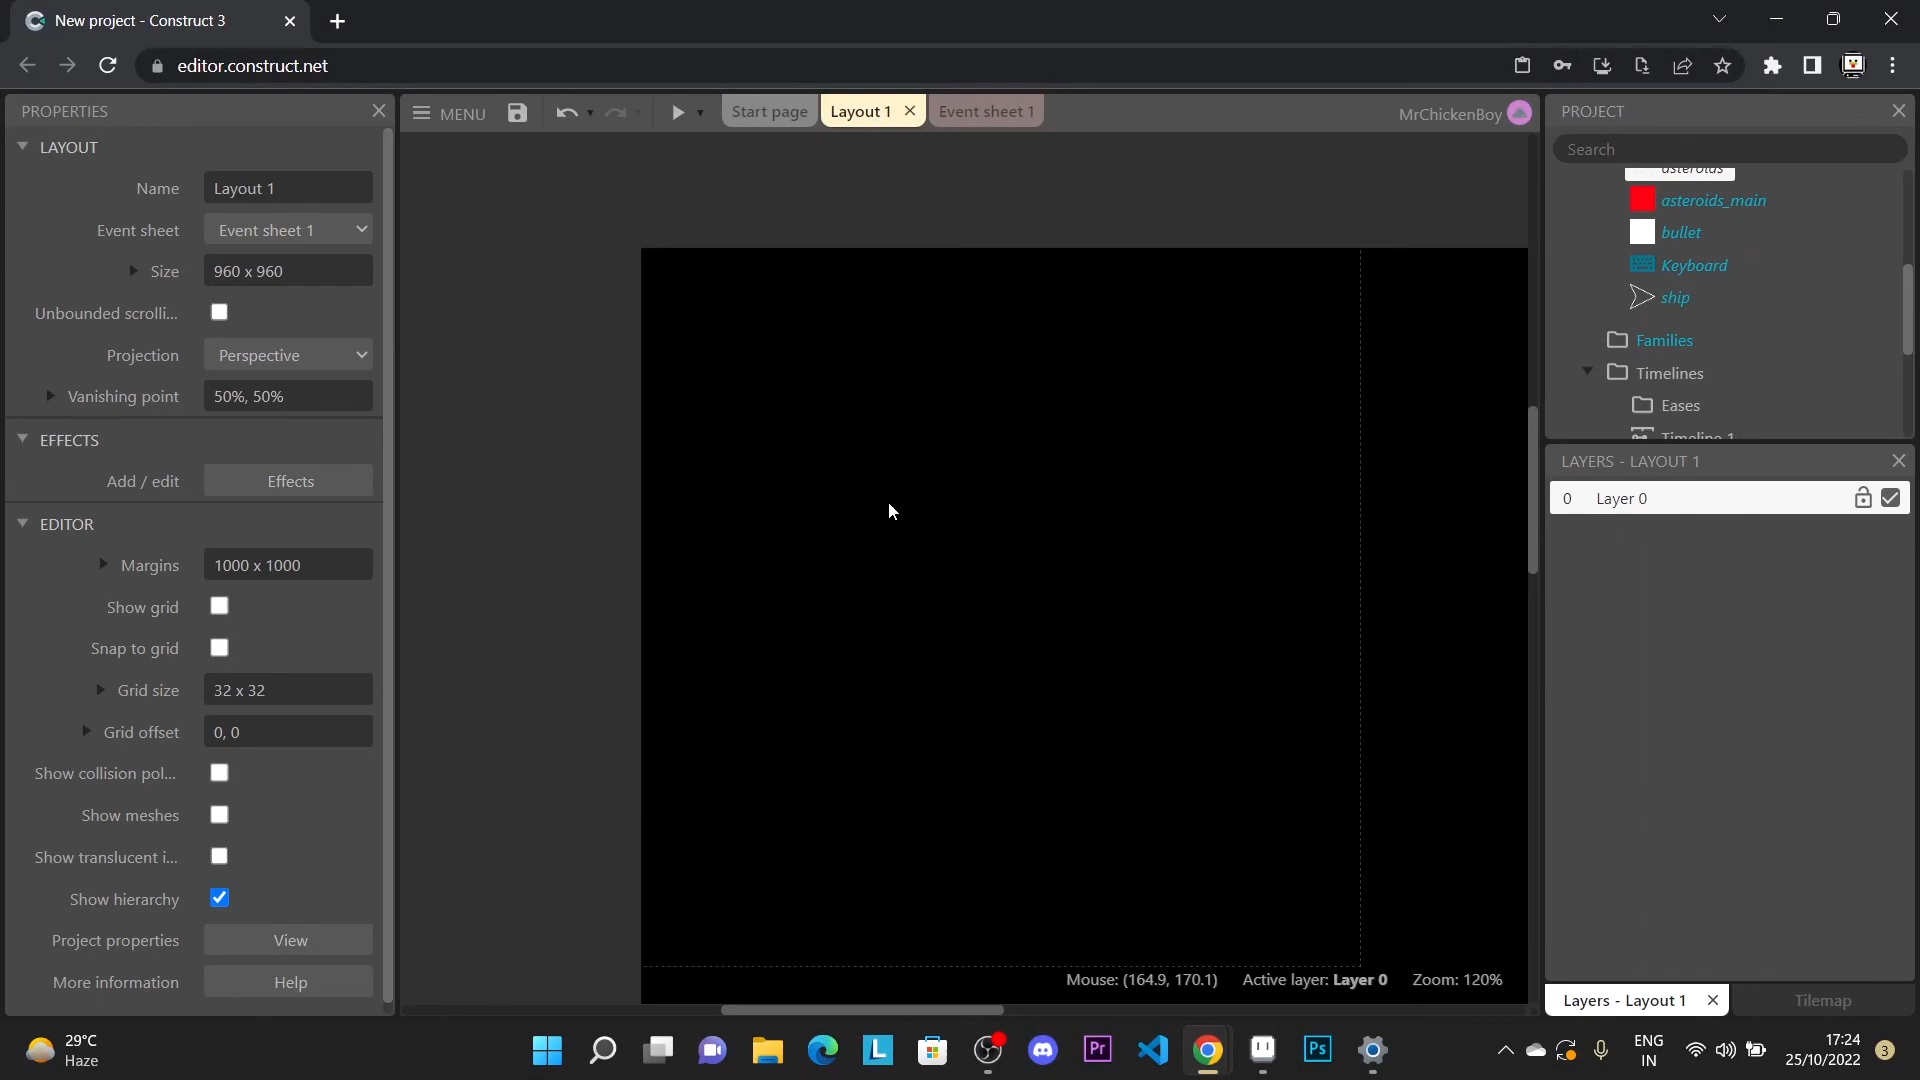 New project - Construct 3
editor.construct.net
PROPERTIES
LAYOUT
Name
Layout 1
Event sheet
Event sheet 1
Size
960 x 960
Unbounded scrolli...
Projection
Perspective
Vanishing point
50%, 50%
EFFECTS
Add / edit
Effects
EDITOR
Margins
1000 x 1000
Show grid
Snap to grid
Grid size
32 x 32
Grid offset
0, 0
Show collision pol...
Show meshes
Show translucent i...
Show hierarchy
Project properties
View
More information
Help
MENU
Start page
Layout 1
Event sheet 1
MrChickenBoy
Mouse: (164.9, 170.1)
Active layer: Layer 0
Zoom: 120%
PROJECT
Search
asteroids
asteroids_main
bullet
Keyboard
ship
Families
Timelines
Eases
Timeline 1
LAYERS - LAYOUT 1
0 Layer 0
Layers - Layout 1
Tilemap
29°C
Haze
L
Pr
Ps
ENG
IN
17:24
25/10/2022
3